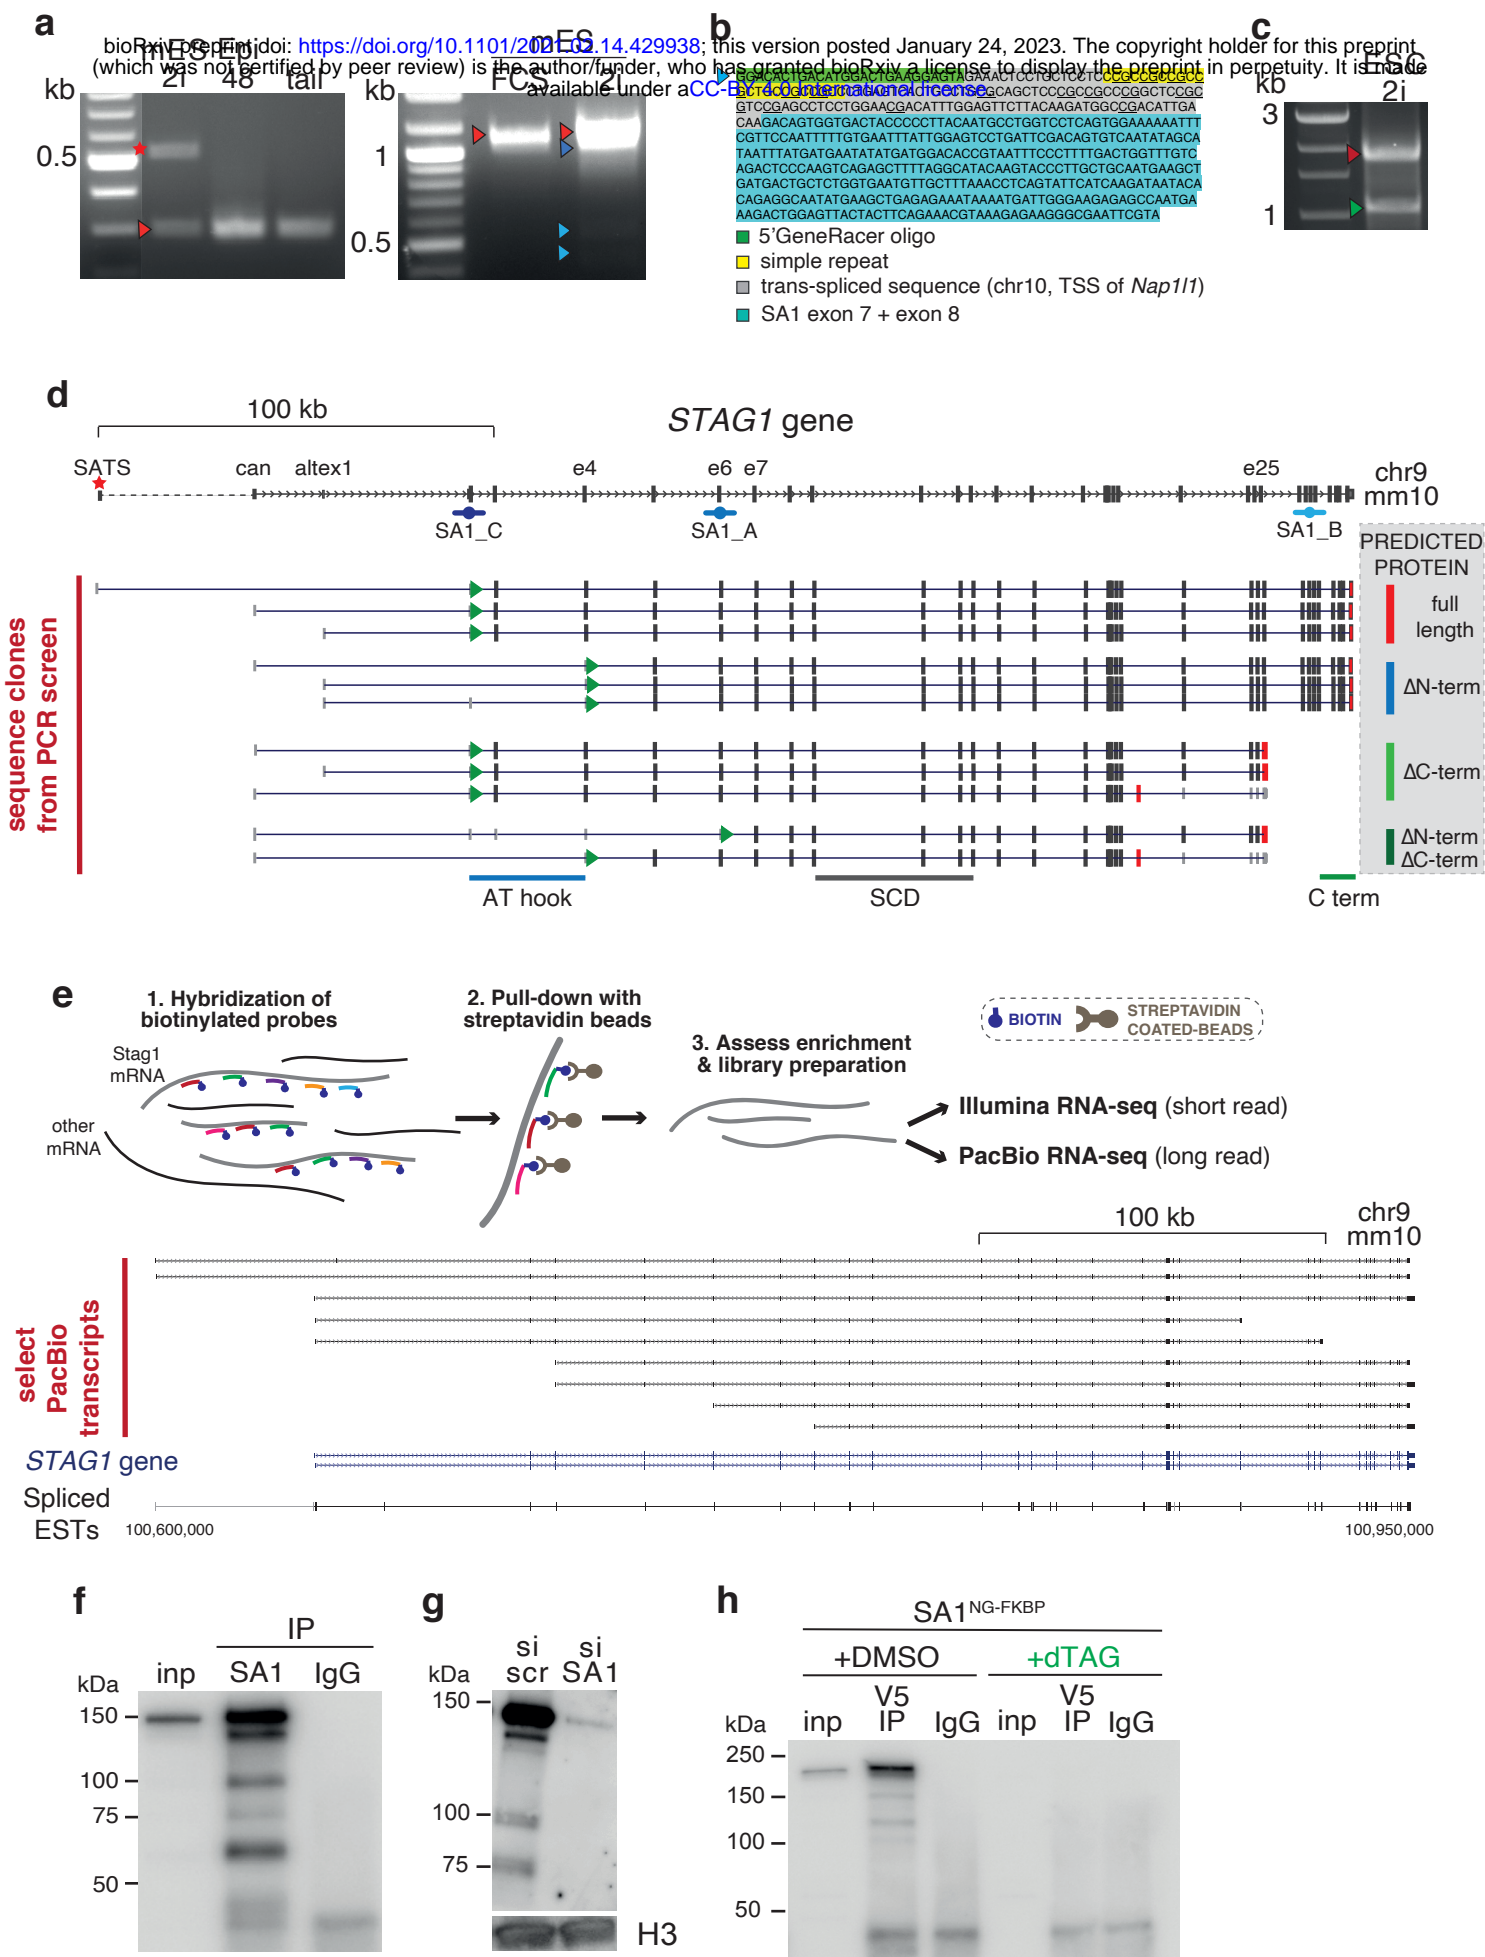 a
b
c
bioRxiv preprint doi: https://doi.org/10.1101/2021.02.14.429938; this version posted January 24, 2023. The copyright holder for this preprint
(which was not certified by peer review) is the author/funder, who has granted bioRxiv a license to display the preprint in perpetuity. It is made
available under aCC-BY 4.0 International license.
mES Epi
2i 48 tail
kb
0.5
mES
FCS 2i
kb
1
0.5
GGACACTGACATGGACTGAAGGAGTAGAAACTCCTGCTCCTCCCGCCGCCGCC
GTCCGAGCCTCCTGGAACGACATTTGGAGTTCTTACAAGATGGCCGACATTGA
CAAGACAGTGGTGACTACCCCCTTACAATGCCTGGTCCTCAGTGGAAAAAATTT
CGTTCCAATTTTTGTGAATTTATTGGAGTCCTGATTCGACAGTGTCAATATAGCA
TAATTTATGATGAATATATGATGGACACCGTAATTTCCCTTTTGACTGGTTTGTC
AGACTCCCAAGTCAGAGCTTTTAGGCATACAAGTACCCTTGCTGCAATGAAGCT
GATGACTGCTCTGGTGAATGTTGCTTTAAACCTCAGTATTCATCAAGATAATACA
CAGAGGCAATATGAAGCTGAGAGAAATAAAATGATTGGGAAGAGAGCCAATGA
AAGACTGGAGTTACTACTTCAGAAACGTAAAGAGAAGGGCGAATTCGTA
5'GeneRacer oligo
simple repeat
trans-spliced sequence (chr10, TSS of Nap1l1)
SA1 exon 7 + exon 8
ESC
kb 2i
3
1
d
100 kb
STAG1 gene
SATS can altex1 e4 e6 e7 e25 chr9
mm10
SA1_C SA1_A SA1_B
PREDICTED
PROTEIN
full
length
ΔN-term
ΔC-term
ΔN-term
ΔC-term
sequence clones
from PCR screen
AT hook SCD C term
e
1. Hybridization of
biotinylated probes
2. Pull-down with
streptavidin beads
3. Assess enrichment
& library preparation
BIOTIN
STREPTAVIDIN
COATED-BEADS
Stag1
mRNA
other
mRNA
Illumina RNA-seq (short read)
PacBio RNA-seq (long read)
100 kb
chr9
mm10
select
PacBio
transcripts
STAG1 gene
Spliced
ESTs
100,600,000 100,950,000
f
IP
kDa inp SA1 IgG
150
100
75
50
g
si si
kDa scr SA1
150
100
75
H3
h
SA1NG-FKBP
+DMSO +dTAG
V5 V5
kDa inp IP IgG inp IP IgG
250
150
100
50